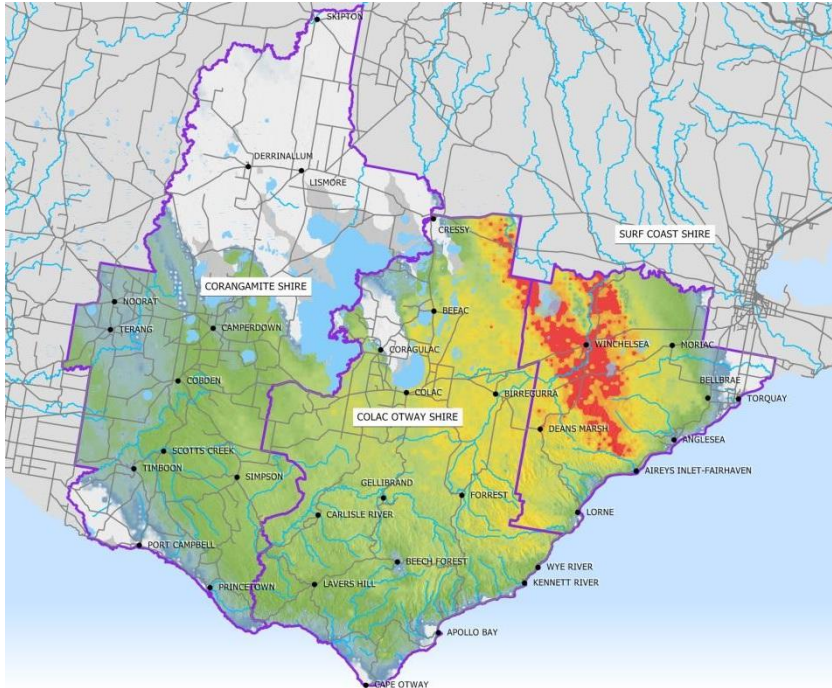 SKIPTON
DERRINALLUM
LISMORE
CRESSY
SURF COAST SHIRE
CORANGAMITE SHIRE
NOORAT
BEEAC
TERANG
CAMPERDOWN
WINCHELSEA
MORIAC
CORAGULAC
COBDEN
COLAC
BIRREGURRA
BELLBRAE
TORQUAY
COLAC OTWAY SHIRE
DEANS MARSH
ANGLESEA
SCOTTS CREEK
TIMBOON
SIMPSON
AIREYS INLET-FAIRHAVEN
GELLIBRAND
FORREST
CARLISLE RIVER
LORNE
PORT CAMPBELL
BEECH FOREST
WYE RIVER
PRINCETOWN
LAVERS HILL
KENNETT RIVER
APOLLO BAY
CAPE OTWAY